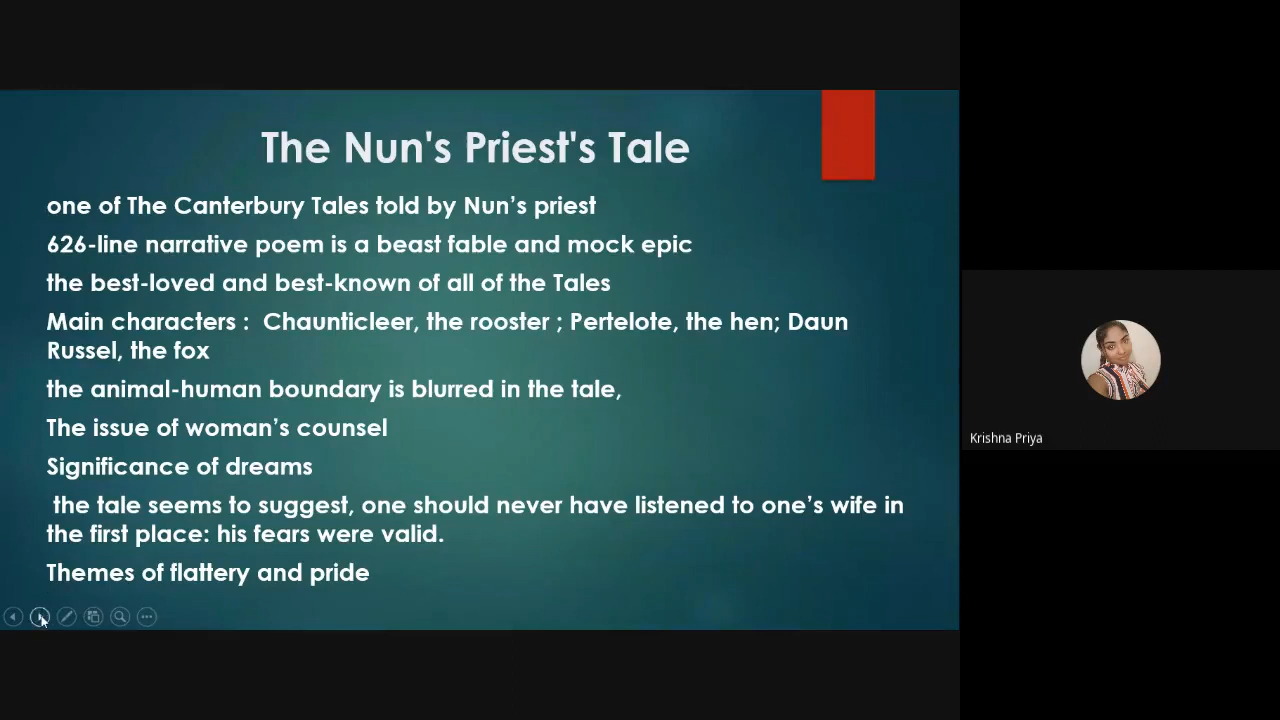 The Nun's Priest's Tale
one of The Canterbury Tales told by Nun’s priest
626-line narrative poem is a beast fable and mock epic
the best-loved and best-known of all of the Tales
Main characters :  Chaunticleer, the rooster ; Pertelote, the hen; Daun
Russel, the fox
the animal-human boundary is blurred in the tale,
The issue of woman’s counsel
Significance of dreams
the tale seems to suggest, one should never have listened to one’s wife in
the first place: his fears were valid.
Themes of flattery and pride
Krishna Priya